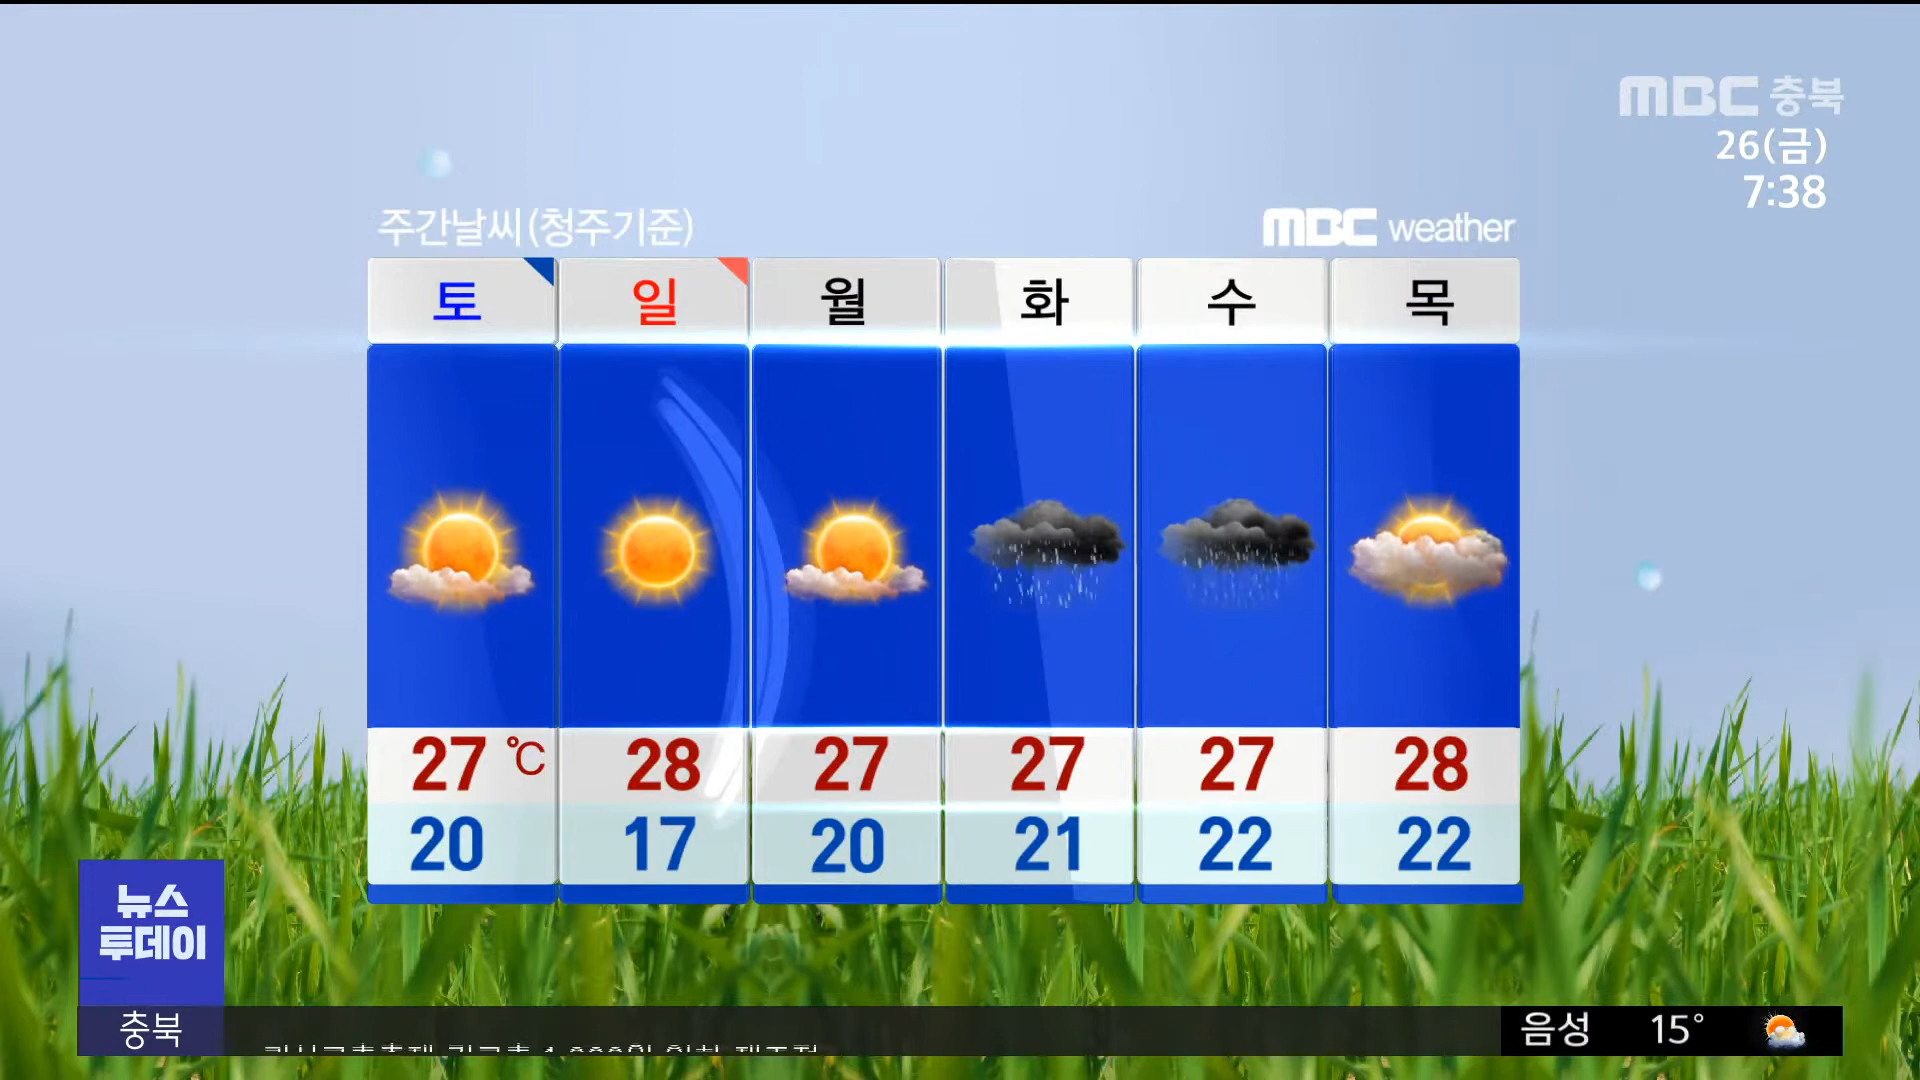 MBC 충북
26(금)
7:38
주간날씨(청주기준)
MBC weather
토 일 월 화 수 목
27 ℃ 28 27 27 27 28
20 17 20 21 22 22
뉴스
투데이
충북
음성 15°